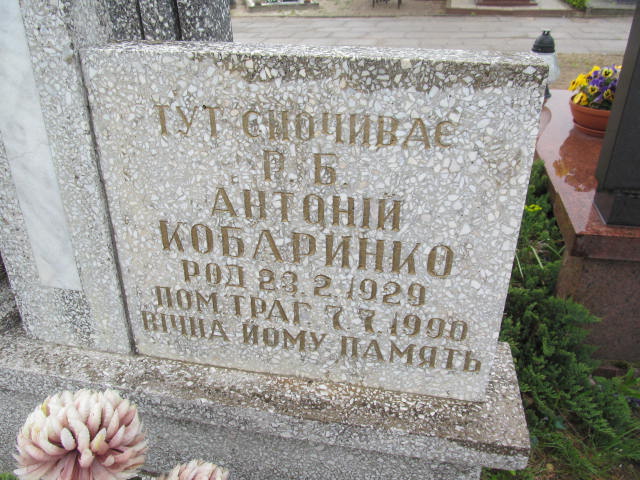 ТУТ СПОЧИВАЄ
Р. Б.
АНТОНІЙ
КОБАРИНКО
РОД 23. 2. 1929
ПОМ. ТРАГ. 7. 7. 1990
ВІЧНА ЙОМУ ПАМЯТЬ